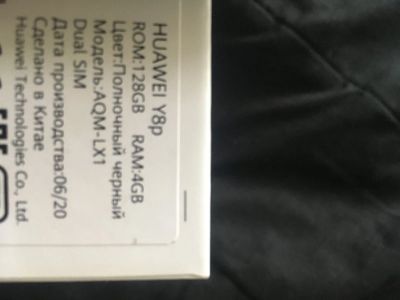 HUAWEI Y8p
ROM:128GB RAM:4GB
Цвет:Полночный черный
Модель:AQM-LX1
Dual SIM
Дата производства:06/20
Сделано в Китае
Huawei Technologies Co., Ltd.